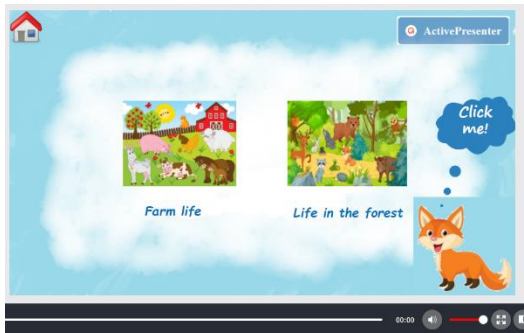 ActivePresenter
Click
me!
Farm life
Life in the forest
00:00